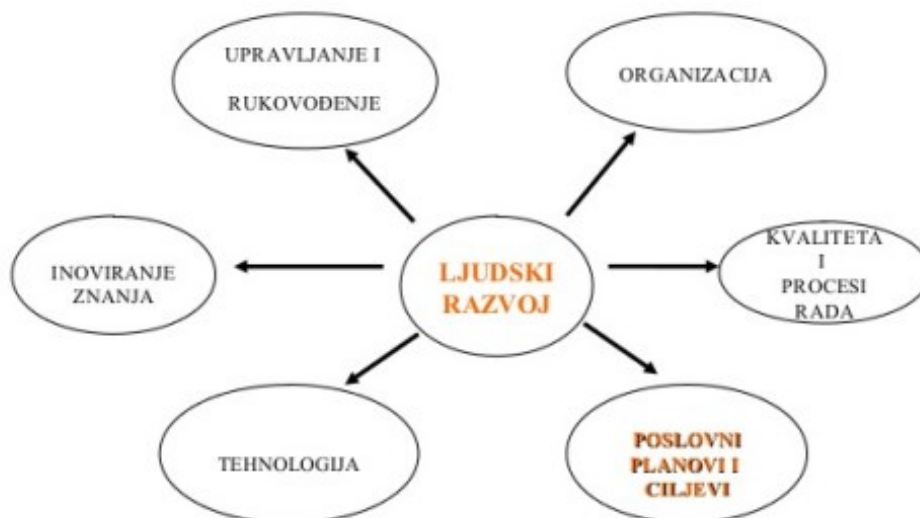 UPRAVLJANJE I
RUKOVOĐENJE
ORGANIZACIJA
INOVIRANJE
ZNANJA
LJUDSKI
RAZVOJ
KVALITETA
I
PROCESI
RADA
TEHNOLOGIJA
POSLOVNI
PLANOVI I
CILJEVI